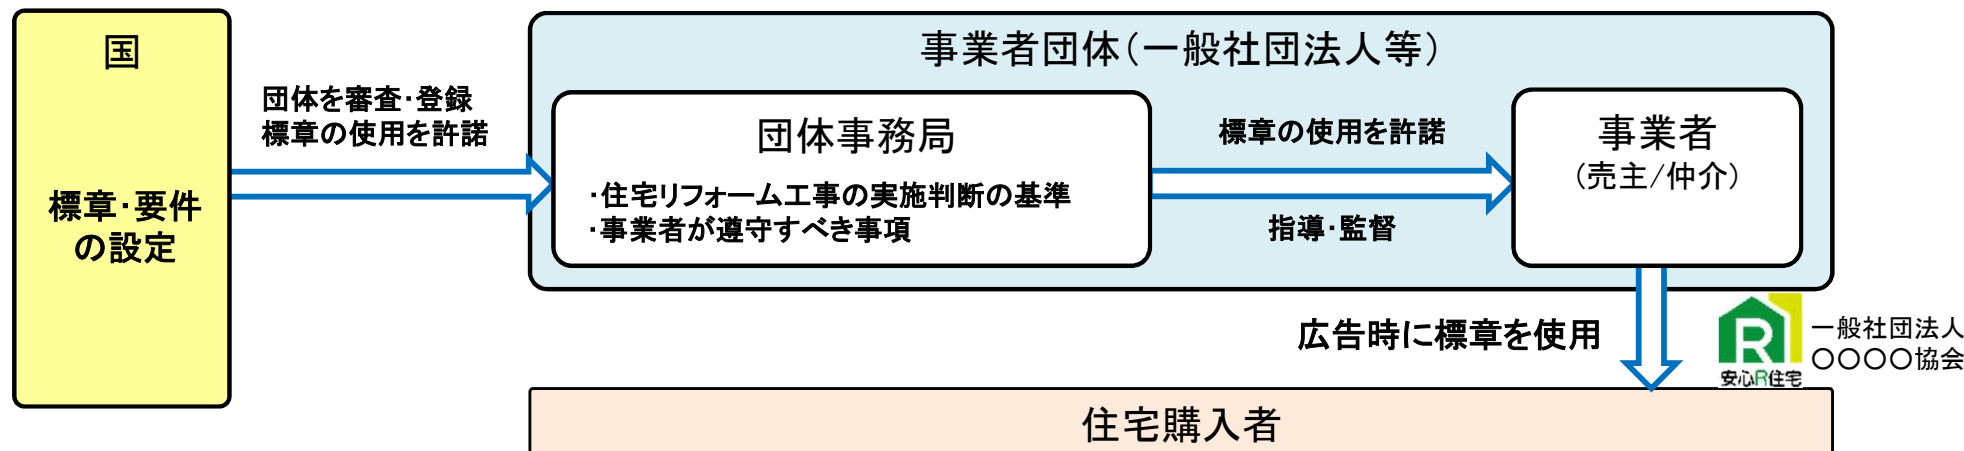 国
標章・要件
の設定
団体を審査・登録
標章の使用を許諾
事業者団体（一般社団法人等）
団体事務局
・住宅リフォーム工事の実施判断の基準
・事業者が遵守すべき事項
標章の使用を許諾
指導・監督
事業者
（売主/仲介）
広告時に標章を使用
R
安心R住宅
一般社団法人
〇〇〇〇協会
住宅購入者